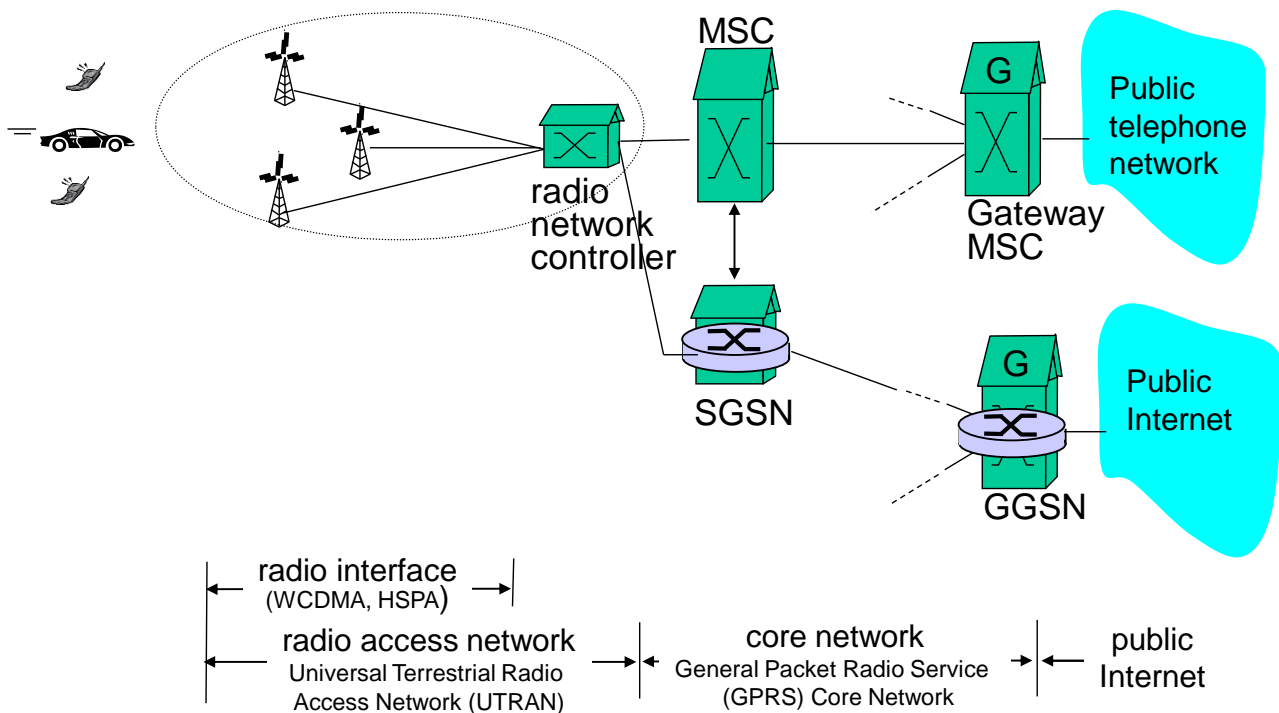 MSC
G
Public
telephone
network
radio
network
controller
Gateway
MSC
SGSN
G
Public
Internet
GGSN
radio interface
(WCDMA, HSPA)
radio access network
Universal Terrestrial Radio
Access Network (UTRAN)
core network
General Packet Radio Service
(GPRS) Core Network
public
Internet